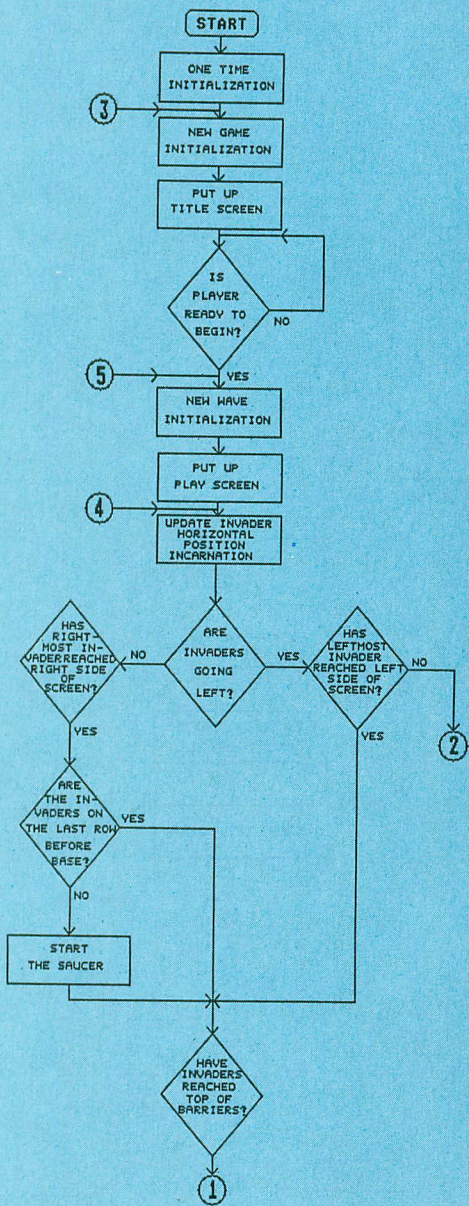 START
ONE TIME
INITIALIZATION
3
NEW GAME
INITIALIZATION
PUT UP
TITLE SCREEN
IS
PLAYER
READY TO
BEGIN?
NO
5
YES
NEW WAVE
INITIALIZATION
PUT UP
PLAY SCREEN
4
UPDATE INVADER
HORIZONTAL
POSITION
INCARNATION
HAS
RIGHT-
MOST IN-
VADER REACHED
RIGHT SIDE
OF
SCREEN?
NO
ARE
INVADERS
GOING
LEFT?
YES
HAS
LEFTMOST
INVADER
REACHED LEFT
SIDE OF
SCREEN?
NO
2
YES
YES
ARE
THE IN-
VADERS ON
THE LAST ROW
BEFORE
BASE?
YES
NO
START
THE SAUCER
HAVE
INVADERS
REACHED
TOP OF
BARRIERS?
1